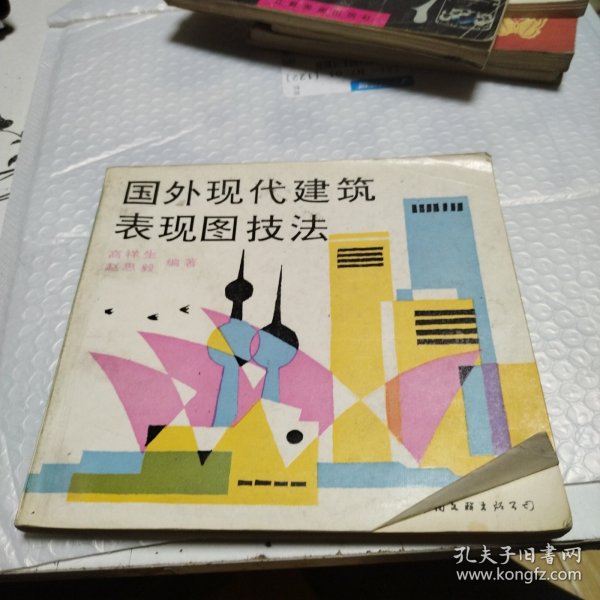 国外现代建筑
表现图技法
高祥生
赵思毅 编著
孔夫子旧书网
www.kongfz.com